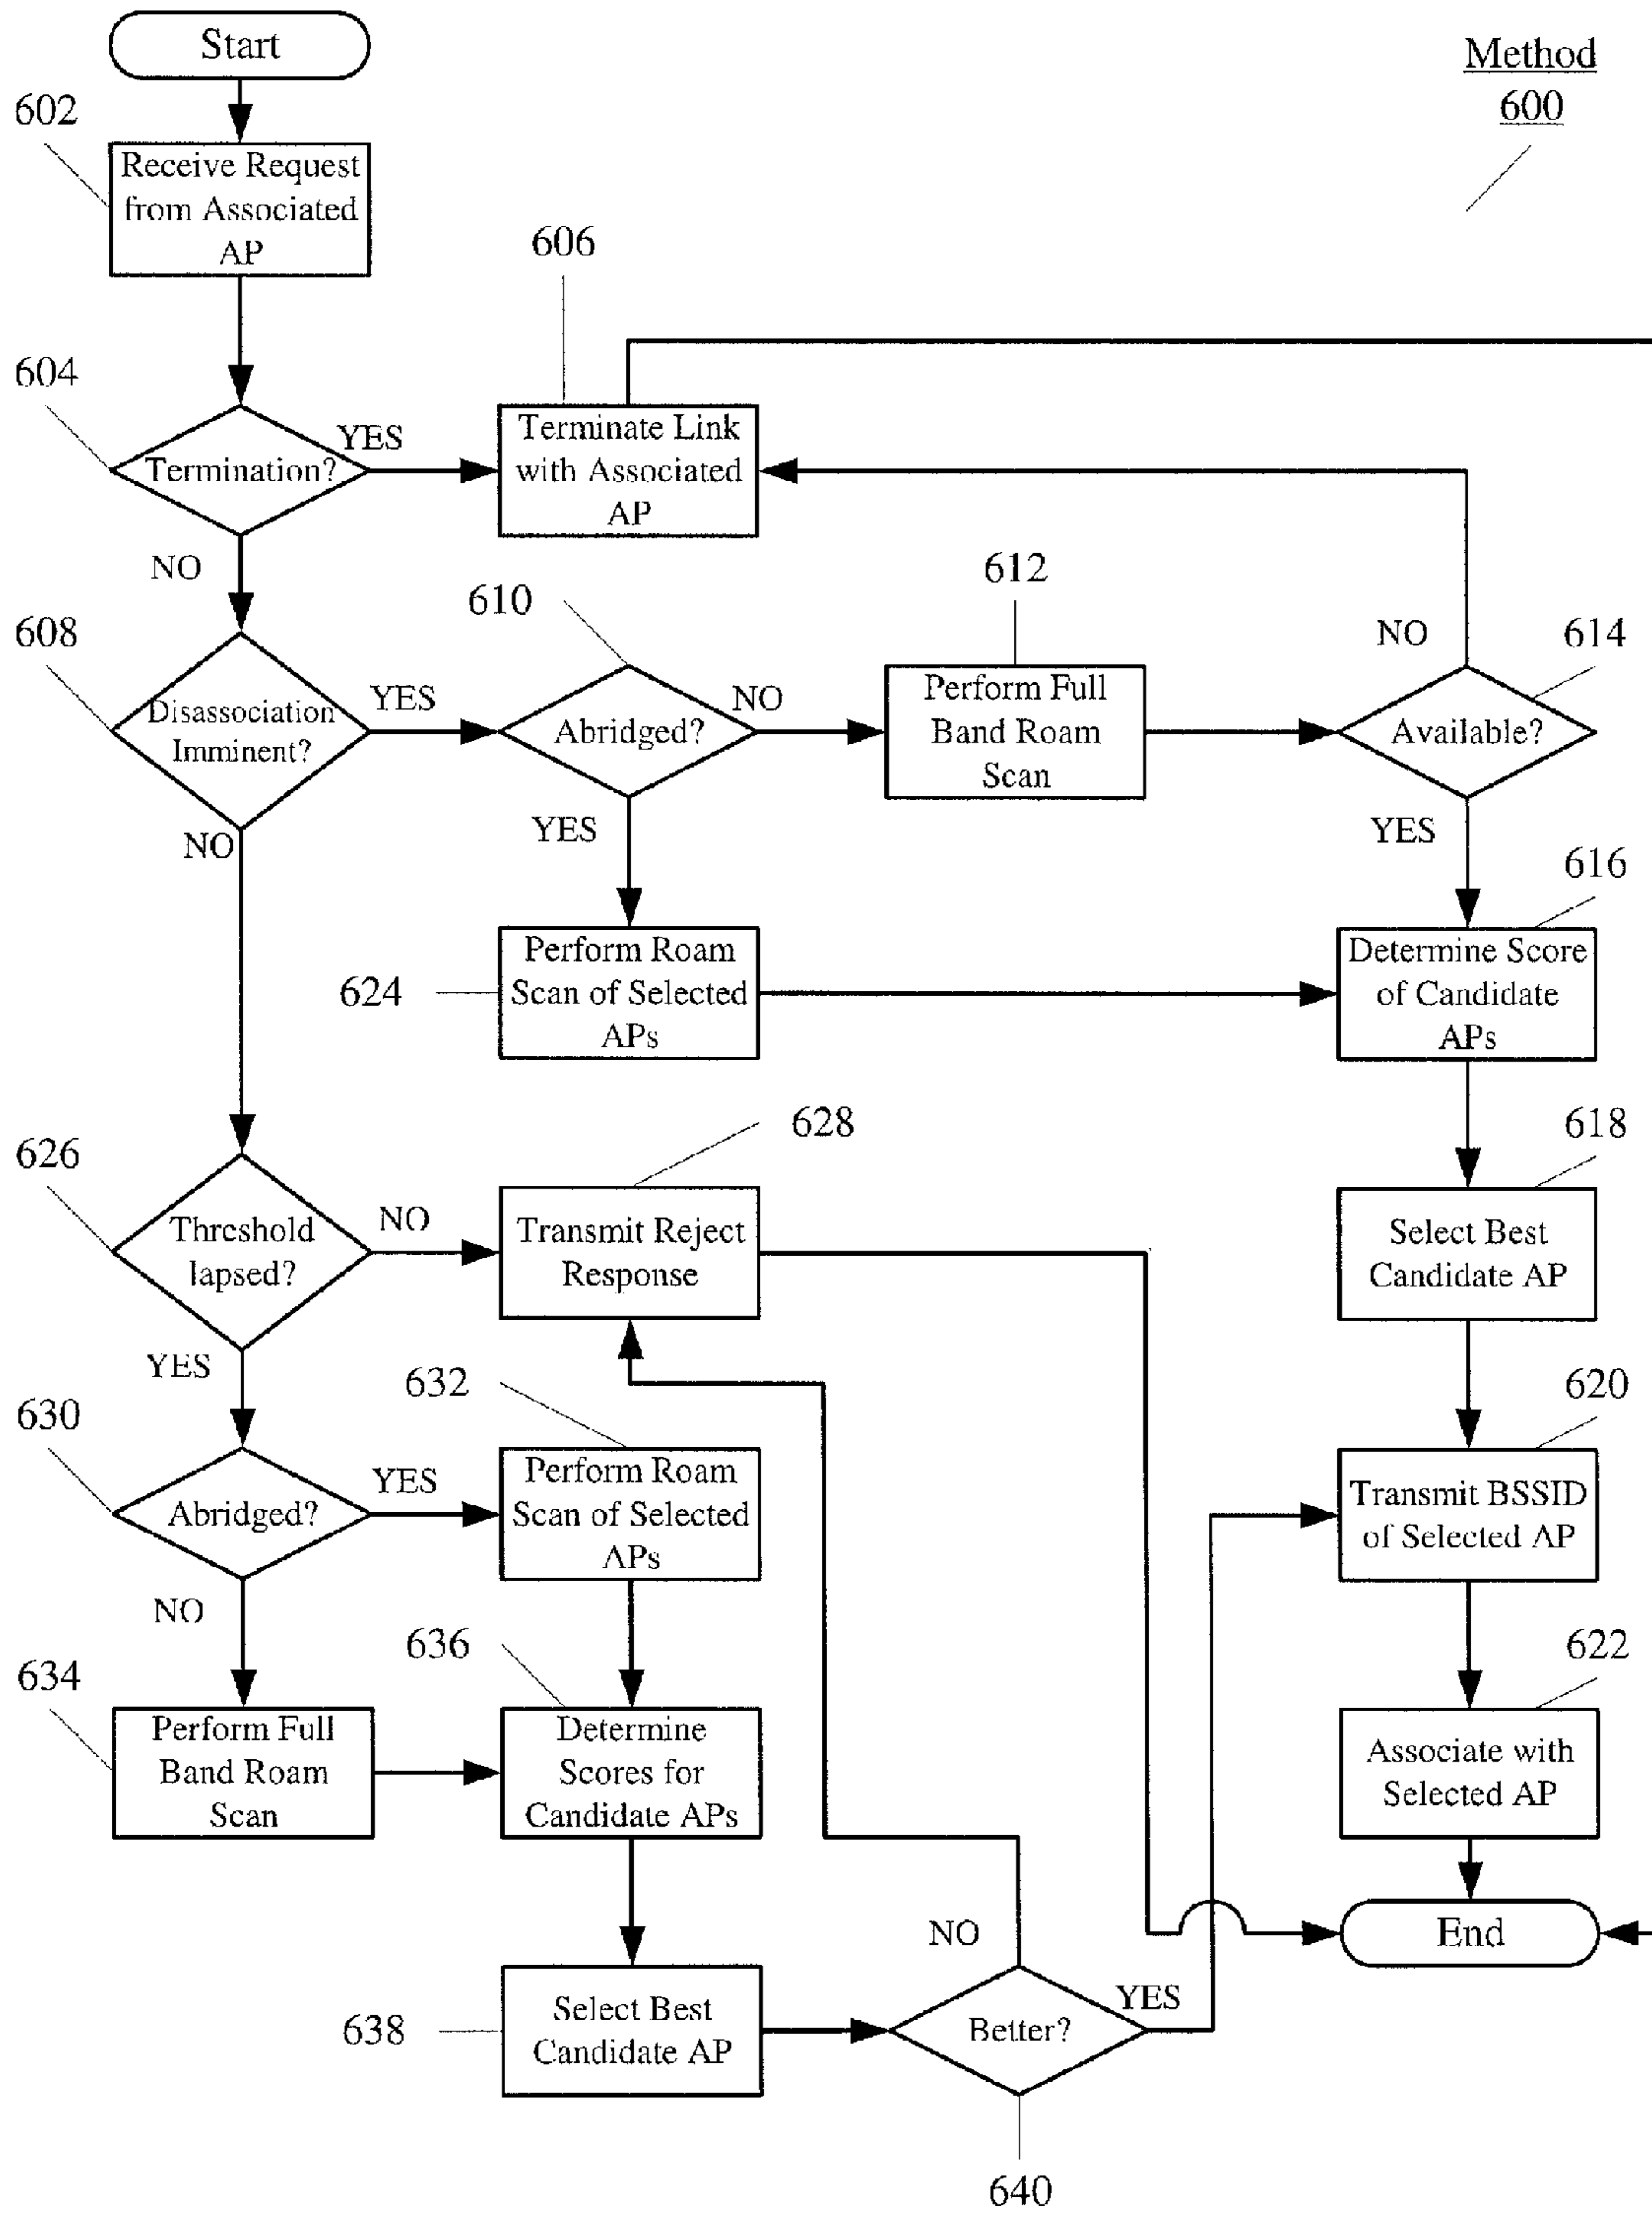 Start
Method
600
602
Receive Request
from Associated
AP
606
604
Termination?
YES
Terminate Link
with Associated
AP
NO
612
610
608
Disassociation
Imminent?
YES
Abridged?
NO
Perform Full
Band Roam
Scan
NO
614
Available?
NO
YES
YES
616
624
Perform Roam
Scan of Selected
APs
Determine Score
of Candidate
APs
628
618
626
Threshold
lapsed?
NO
Transmit Reject
Response
Select Best
Candidate AP
YES
632
620
630
Abridged?
YES
Perform Roam
Scan of Selected
APs
Transmit BSSID
of Selected AP
NO
636
622
634
Perform Full
Band Roam
Scan
Determine
Scores for
Candidate APs
Associate with
Selected AP
NO
End
638
Select Best
Candidate AP
Better?
YES
640